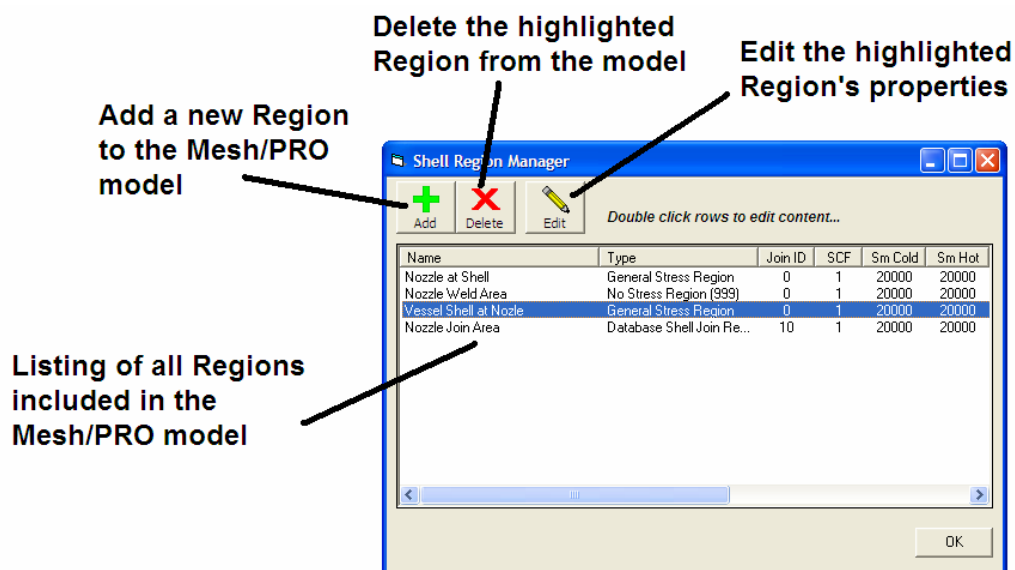 Delete the highlighted
Region from the model
Edit the highlighted
Region's properties
Add a new Region
to the Mesh/PRO
model
Shell Region Manager
Add Delete Edit Double click rows to edit content...
Name Type Join ID SCF Sm Cold Sm Hot
Nozzle at Shell General Stress Region 0 1 20000 20000
Nozzle Weld Area No Stress Region (999) 0 1 20000 20000
Vessel Shell at Nozle General Stress Region 0 1 20000 20000
Nozzle Join Area Database Shell Join Re... 10 1 20000 20000
Listing of all Regions
included in the
Mesh/PRO model
OK